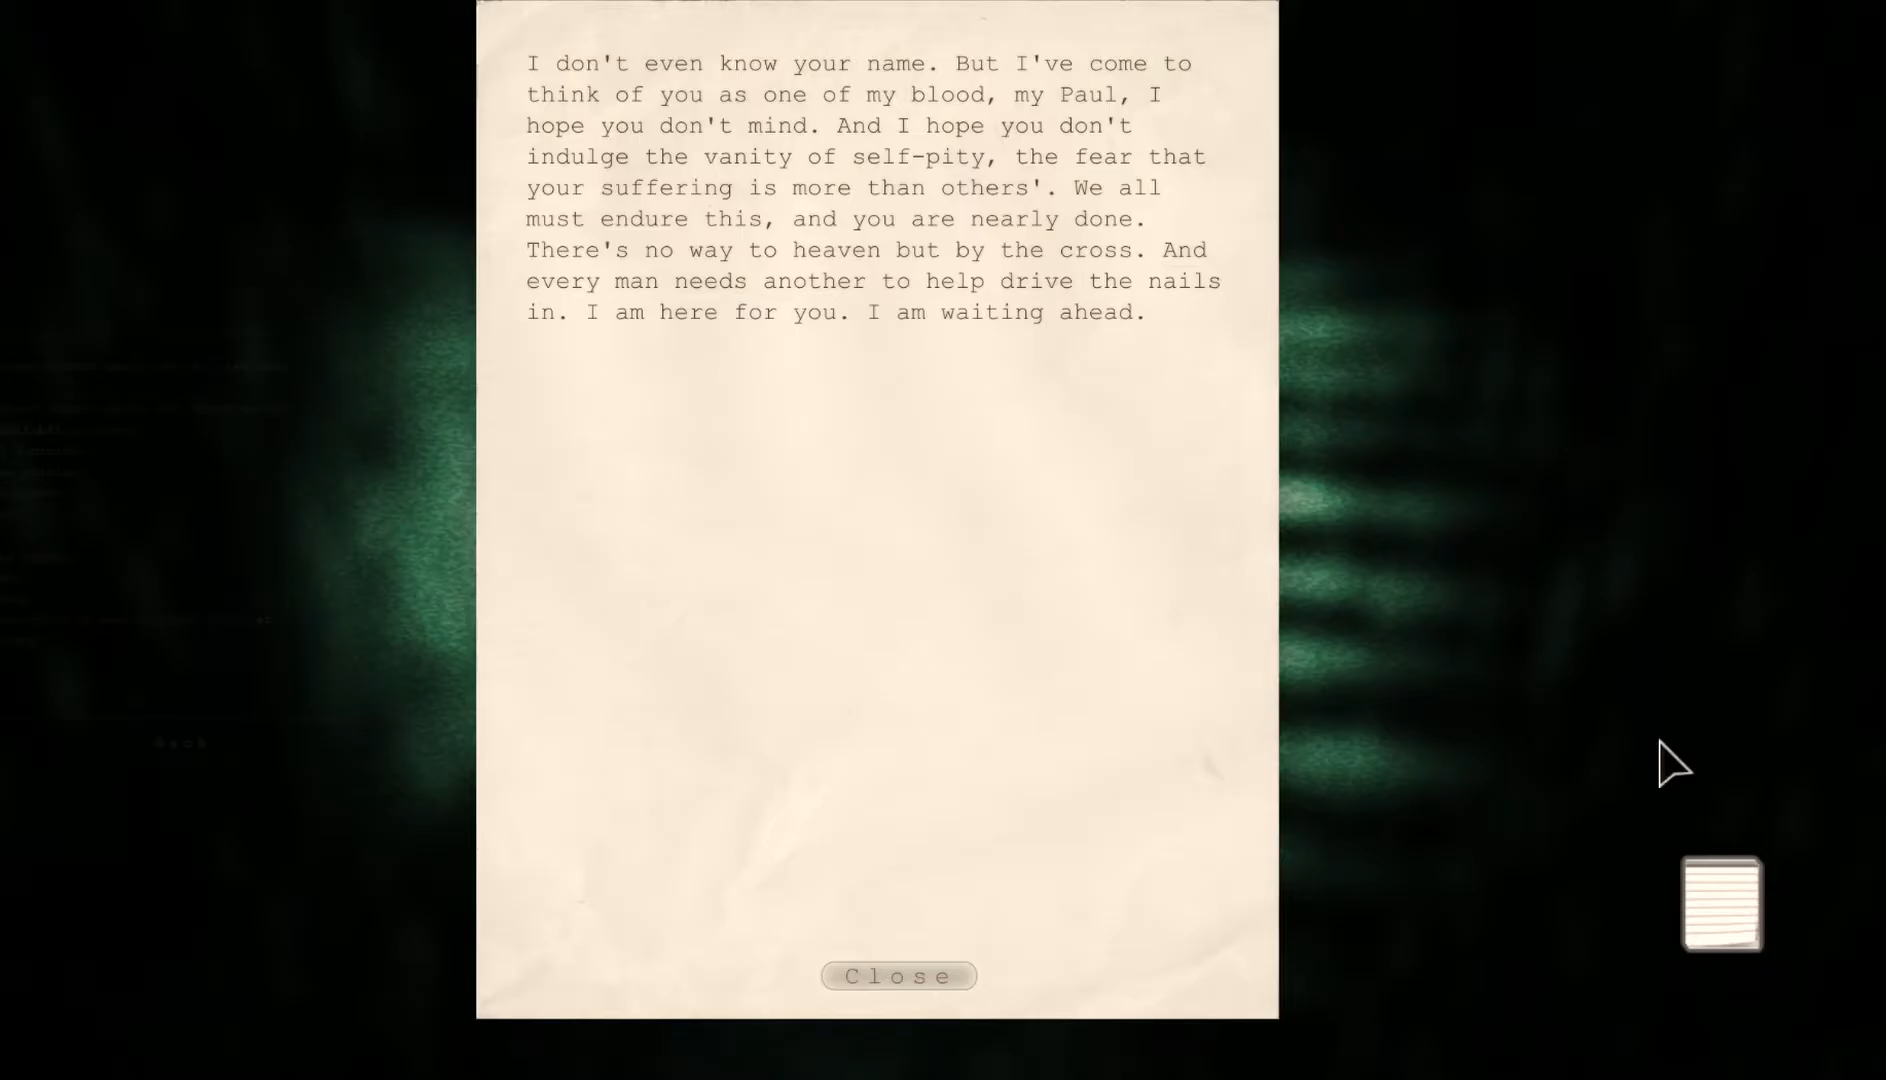 I don't even know your name. But I've come to
think of you as one of my blood, my Paul, I
hope you don't mind. And I hope you don't
indulge the vanity of self-pity, the fear that
your suffering is more than others'. We all
must endure this, and you are nearly done.
There's no way to heaven but by the cross. And
every man needs another to help drive the nails
in. I am here for you. I am waiting ahead.
Back
Close